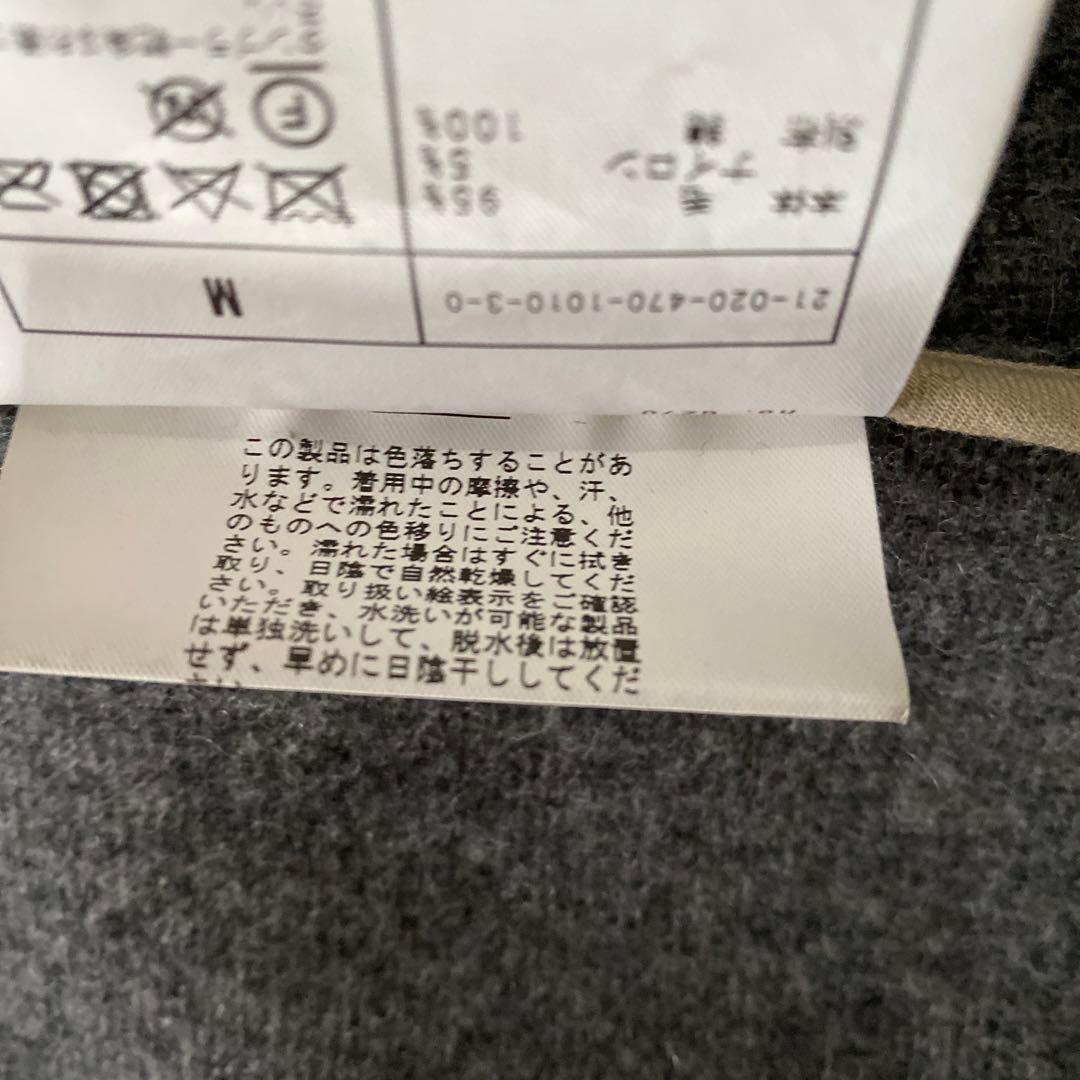 21-020-470-1010-3-0
M
本体 毛 95%
ナイロン 5%
別布 綿 100%
この製品は色落ちすることがあ
ります。着用中の摩擦や、汗、
水などで濡れたことによる、他
のものへの色移りにご注意くだ
さい。濡れた場合はすぐに拭き
取り、日陰で自然乾燥してくだ
さい。取り扱い絵表示をご確認
いただき、水洗いが可能な製品
は単独洗いして、脱水後は放置
せず、早めに日陰干ししてくだ
さい